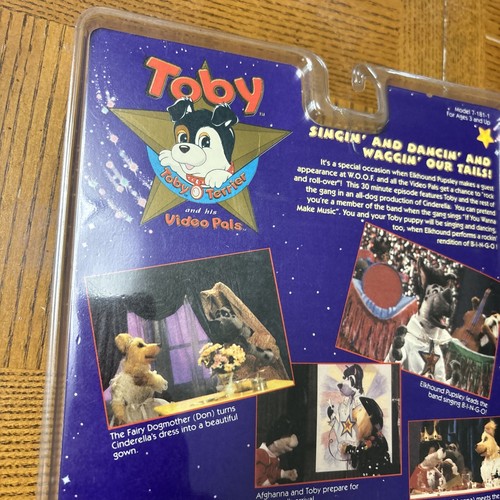 Toby
TM
Toby Terrier
and his
Video Pals
TM
Model T-181-1
For Ages 3 and Up
SINGIN' AND DANCIN' AND
WAGGIN' OUR TAILS!
It's a special occasion when Elkhound Pupsley makes a guest
appearance at W.O.O.F. and all the Video Pals get a chance to "rock
and roll-over"! This 30 minute episode features Toby and the rest of
the gang in an all-dog production of Cinderella. You can pretend
you're a member of the band when the gang sings "If You Wanna
Make Music". You and your Toby puppy will be singing and dancing
too, when Elkhound performs a rockin'
rendition of B-I-N-G-O!
Elkhound Pupsley leads the
band singing B-I-N-G-O!
The Fairy Dogmother (Don) turns
Cinderella's dress into a beautiful
gown.
Afghanna and Toby prepare for
meets the